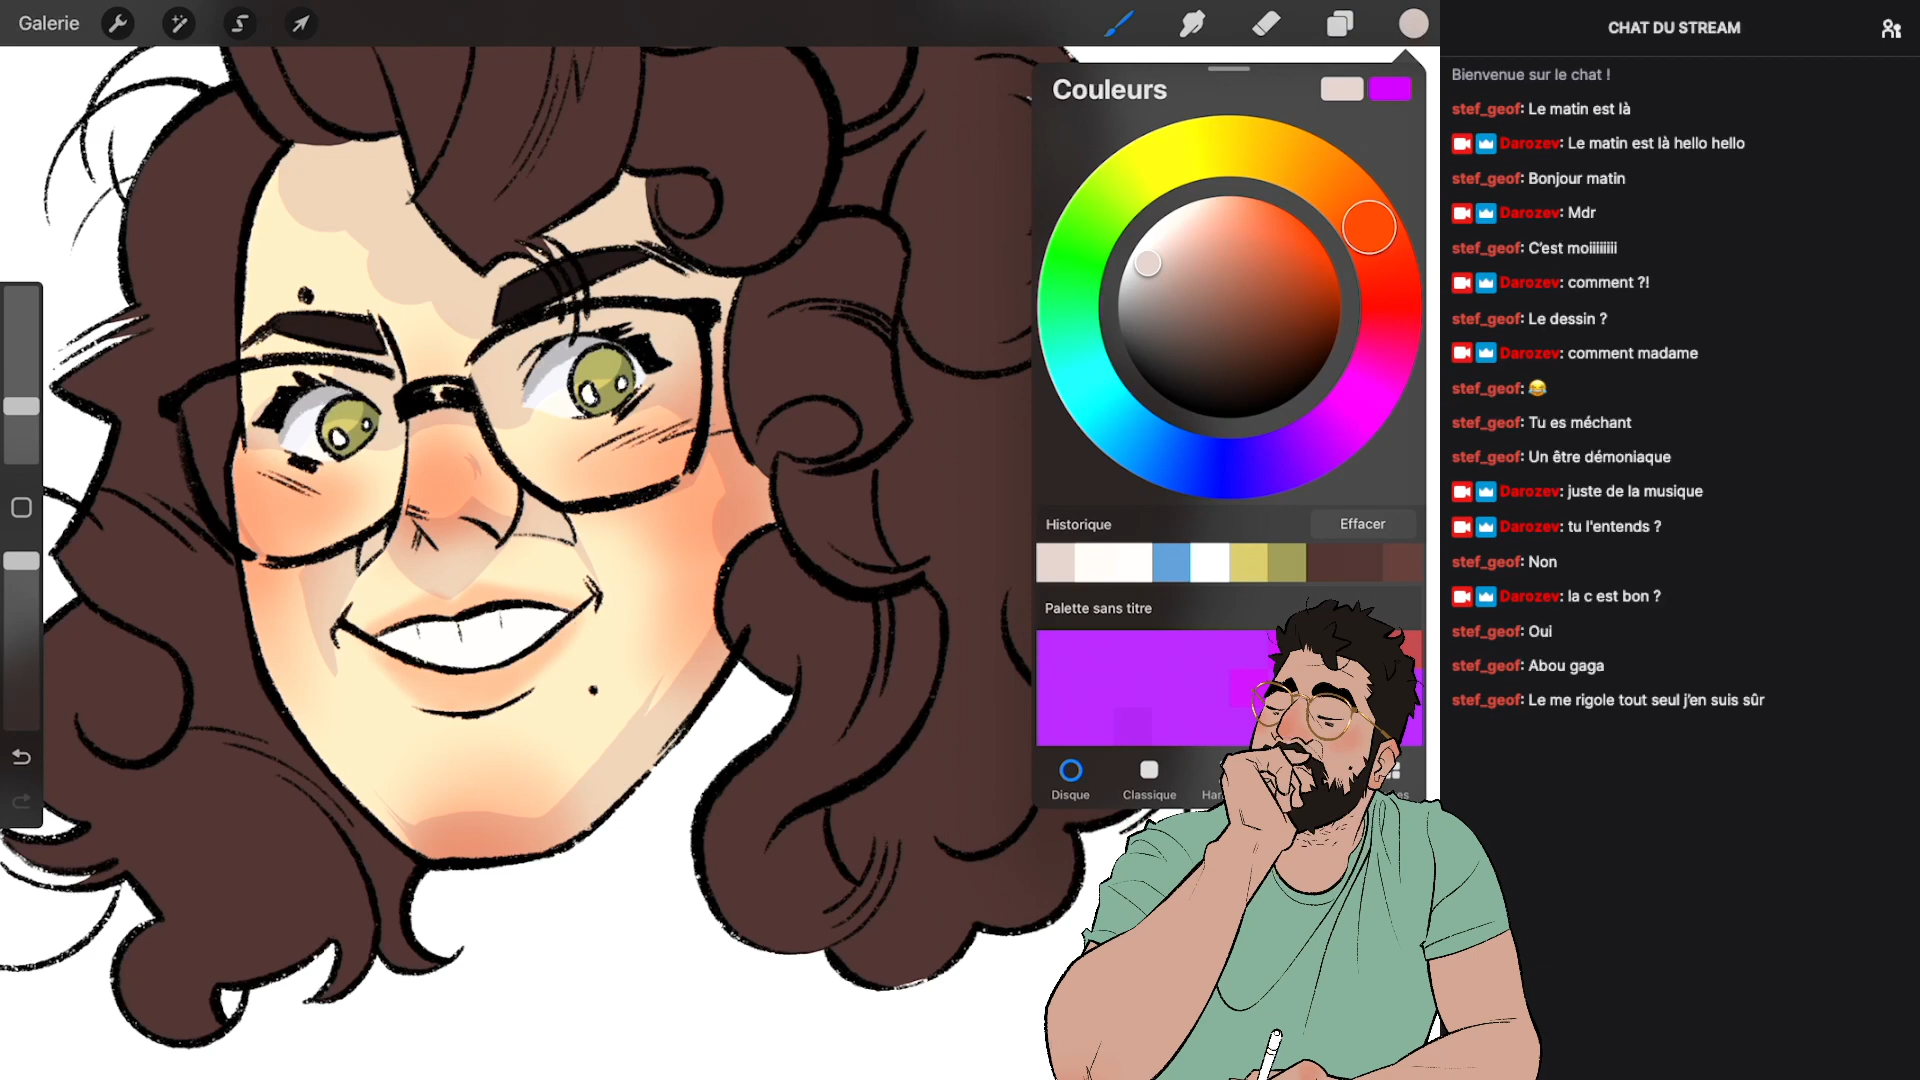 Galerie
Couleurs
Historique
Effacer
Palette sans titre
Disque
Classique
CHAT DU STREAM
Bienvenue sur le chat !
stef_geof: Le matin est là
Darozev: Le matin est là hello hello
stef_geof: Bonjour matin
Darozev: Mdr
stef_geof: C'est moiiiiiiiii
Darozev: comment ?!
stef_geof: Le dessin ?
Darozev: comment madame
stef_geof: 😂
stef_geof: Tu es méchant
stef_geof: Un être démoniaque
Darozev: juste de la musique
Darozev: tu l'entends ?
stef_geof: Non
Darozev: la c est bon ?
stef_geof: Oui
stef_geof: Abou gaga
stef_geof: Le me rigole tout seul j'en suis sûr